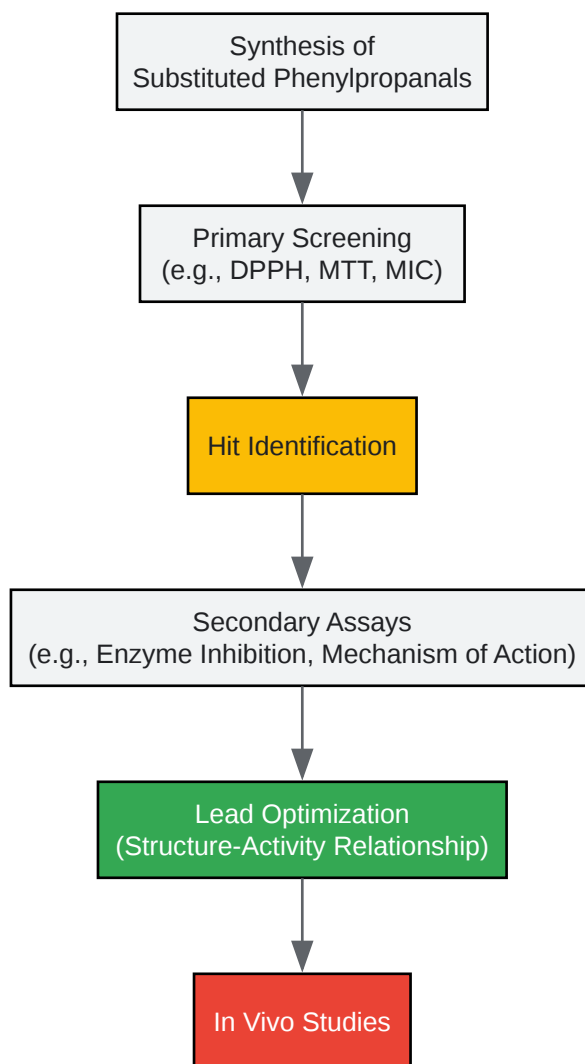 Synthesis of
Substituted Phenylpropanals
Primary Screening
(e.g., DPPH, MTT, MIC)
Hit Identification
Secondary Assays
(e.g., Enzyme Inhibition, Mechanism of Action)
Lead Optimization
(Structure-Activity Relationship)
In Vivo Studies